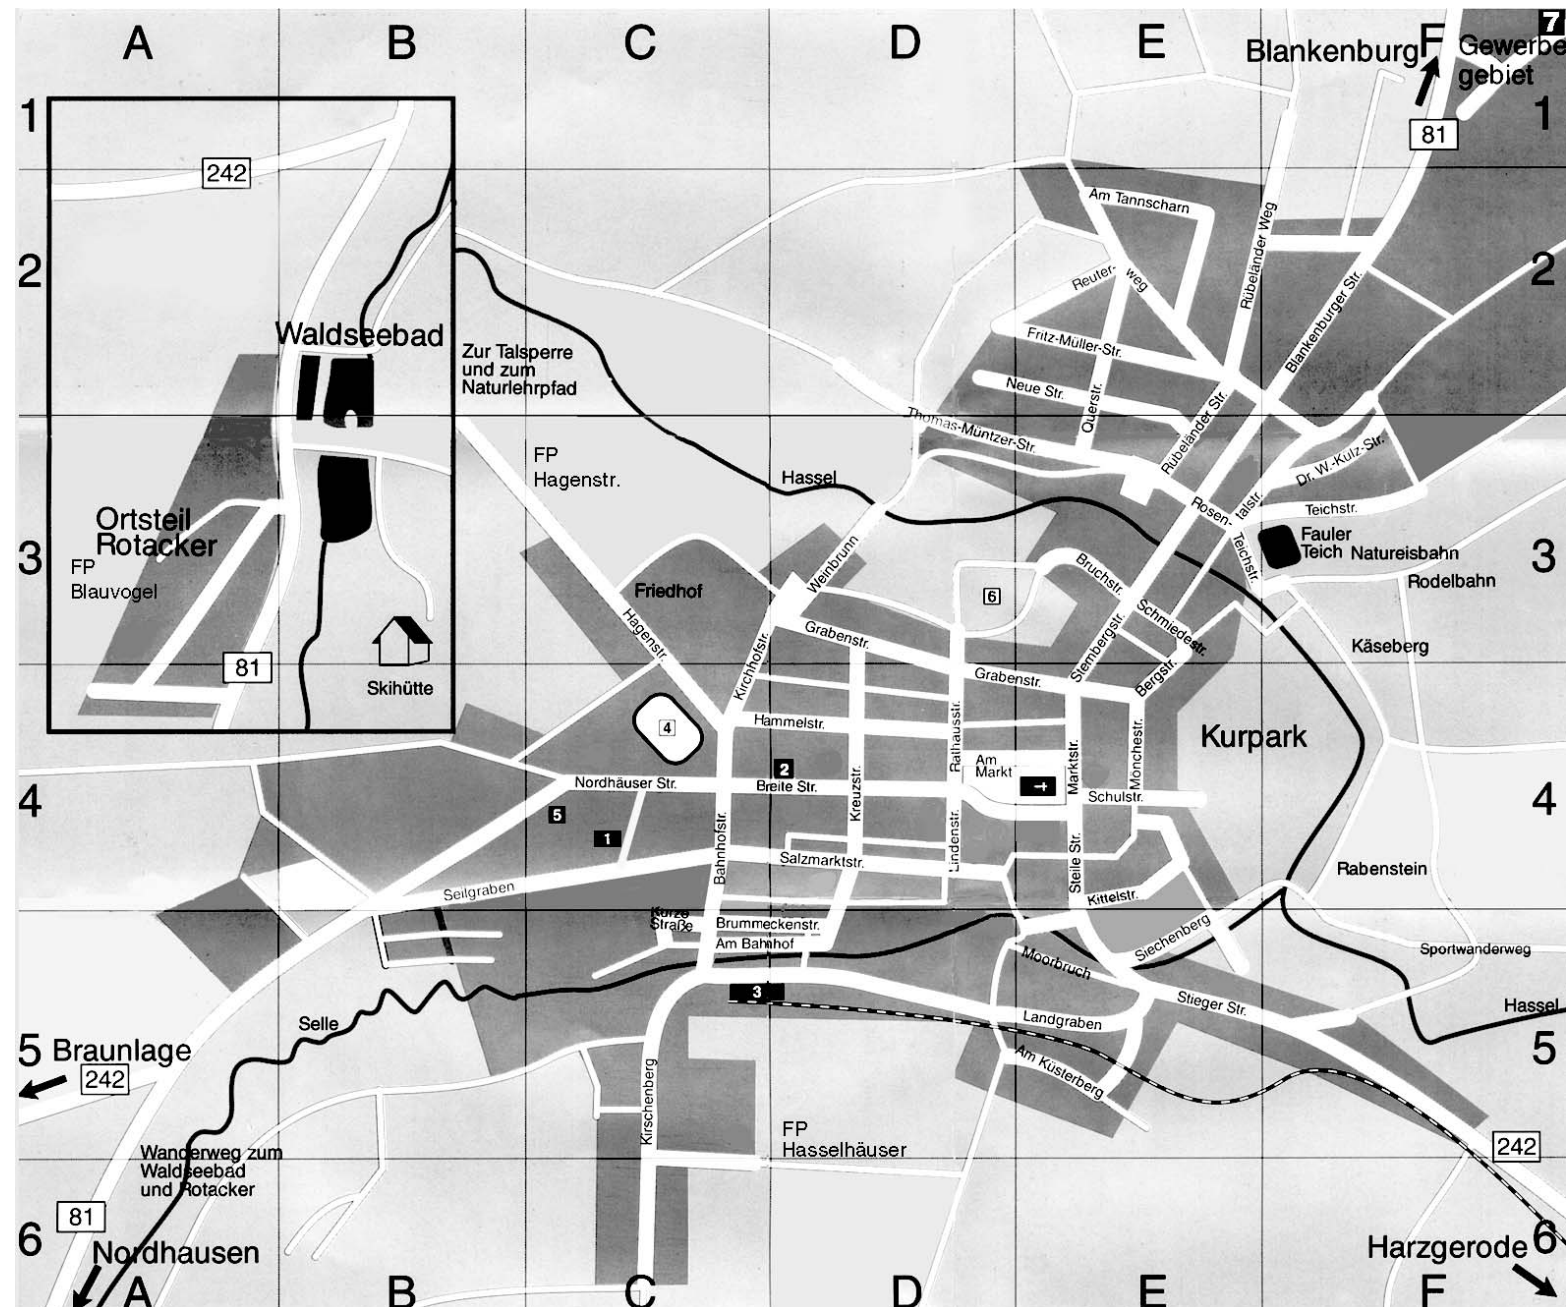 A
B
C
D
E
F
7
Blankenburg
Gewerbe
gebiet
1
1
81
242
Am Tannscharn
Rübeländer Weg
2
2
Reuter-
weg
Waldseebad
Zur Talsperre
und zum
Naturlehrpfad
Fritz-Müller-Str.
Blankenburger Str.
Neue Str.
Querstr.
Rübeländer Str.
Thomas-Müntzer-Str.
FP
Hagenstr.
Hassel
Dr. W.-Külz-Str.
Rosen-
talstr.
Teichstr.
Ortsteil
Rotacker
FP
Blauvogel
3
3
Fauler
Teich
Natureisbahn
Teichstr.
Rodelbahn
Weinbrunn
Friedhof
6
Bruchstr.
Schmiedestr.
Hagenstr.
Grabenstr.
Stembergstr.
Käseberg
81
Skihütte
Kirchhofstr.
Grabenstr.
Bergstr.
4
Hammelstr.
Rathausstr.
Marktstr.
Mönchestr.
Kurpark
Am
Markt
2
Nordhäuser Str.
Breite Str.
Kreuzstr.
Schulstr.
4
4
5
1
Bahnhofstr.
Lindenstr.
Steile Str.
Salzmarktstr.
Rabenstein
Seilgraben
Kittelstr.
Kurze
Straße
Brummeckenstr.
Am Bahnhof
Siechenberg
Sportwanderweg
Moorbruch
3
Stieger Str.
Hassel
Selle
Landgraben
5
5
Braunlage
242
Kirschenberg
Am Küsterberg
FP
Hasselhäuser
242
Wanderweg zum
Waldseebad
und Rotacker
81
6
6
Nordhausen
Harzgerode
A
B
C
D
E
F